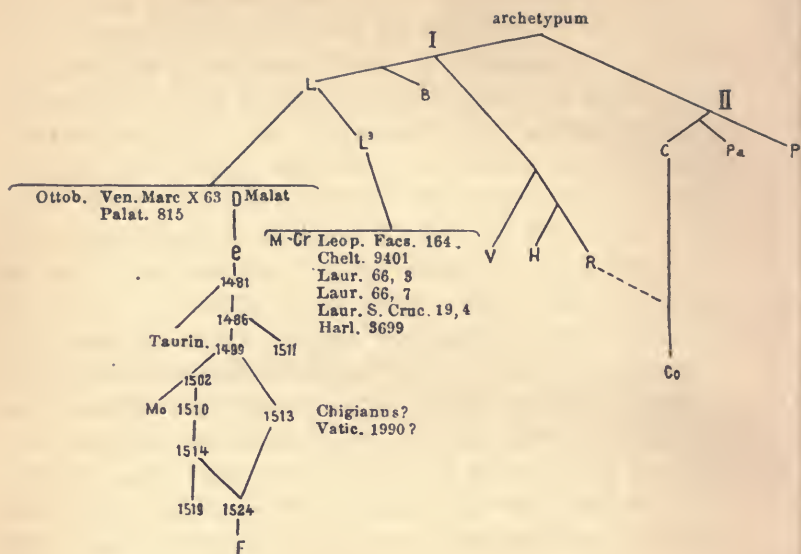 archetypum
I
II
L
B
L³
C
Pa
P
Ottob. Ven. Marc X 63 D Malat
Palat. 815
e
M-Cr Leop. Facs. 164.
Chelt. 9401
Laur. 66, 3
Laur. 66, 7
Laur. S. Cruc. 19, 4
Harl. 3699
V
H
R
1481
1486
Taurin.
1499
1511
Co
1502
Mo
1510
1513
Chigianus?
Vatic. 1990?
1514
1519
1524
F